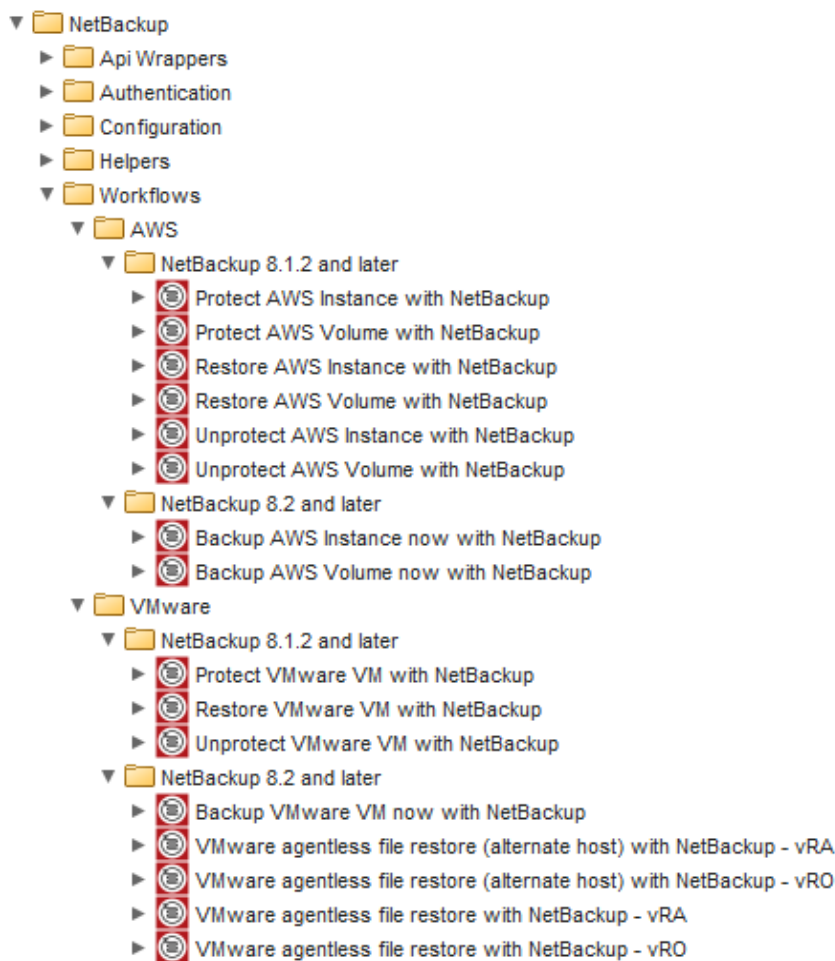 NetBackup
Api Wrappers
Authentication
Configuration
Helpers
Workflows
AWS
NetBackup 8.1.2 and later
Protect AWS Instance with NetBackup
Protect AWS Volume with NetBackup
Restore AWS Instance with NetBackup
Restore AWS Volume with NetBackup
Unprotect AWS Instance with NetBackup
Unprotect AWS Volume with NetBackup
NetBackup 8.2 and later
Backup AWS Instance now with NetBackup
Backup AWS Volume now with NetBackup
VMware
NetBackup 8.1.2 and later
Protect VMware VM with NetBackup
Restore VMware VM with NetBackup
Unprotect VMware VM with NetBackup
NetBackup 8.2 and later
Backup VMware VM now with NetBackup
VMware agentless file restore (alternate host) with NetBackup - vRA
VMware agentless file restore (alternate host) with NetBackup - vRO
VMware agentless file restore with NetBackup - vRA
VMware agentless file restore with NetBackup - vRO